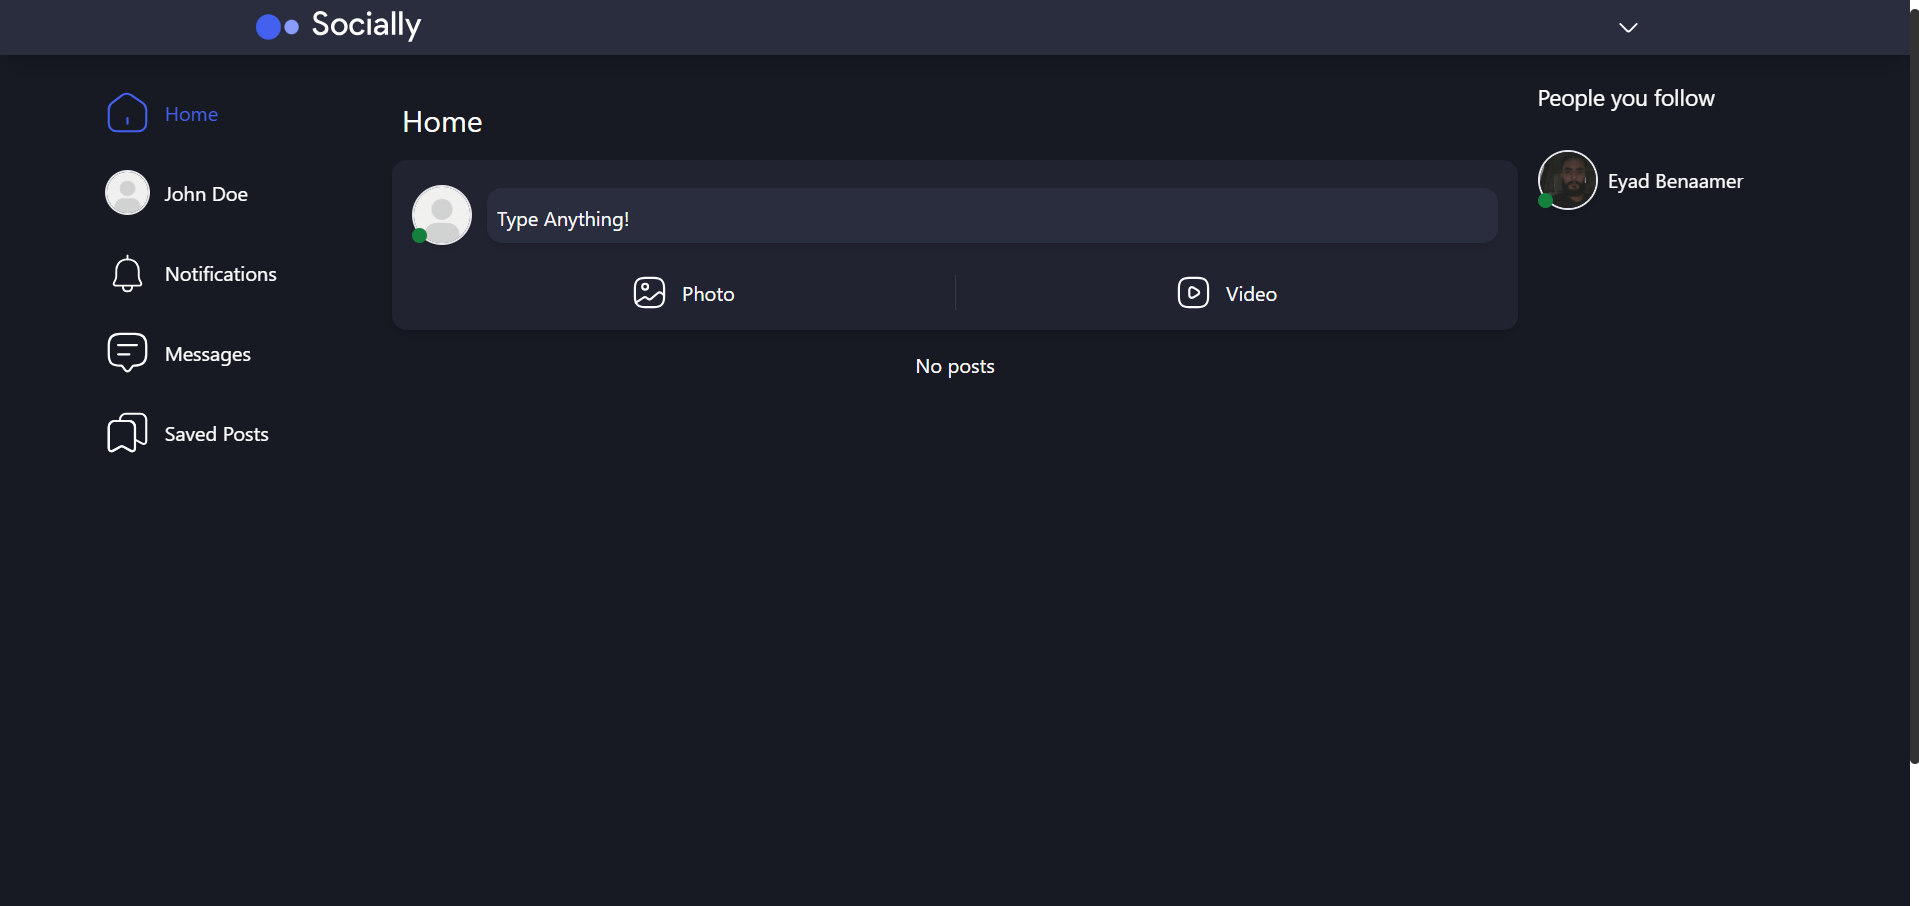 Socially
Home
John Doe
Notifications
Messages
Saved Posts
Home
Type Anything!
Photo
Video
No posts
People you follow
Eyad Benaamer